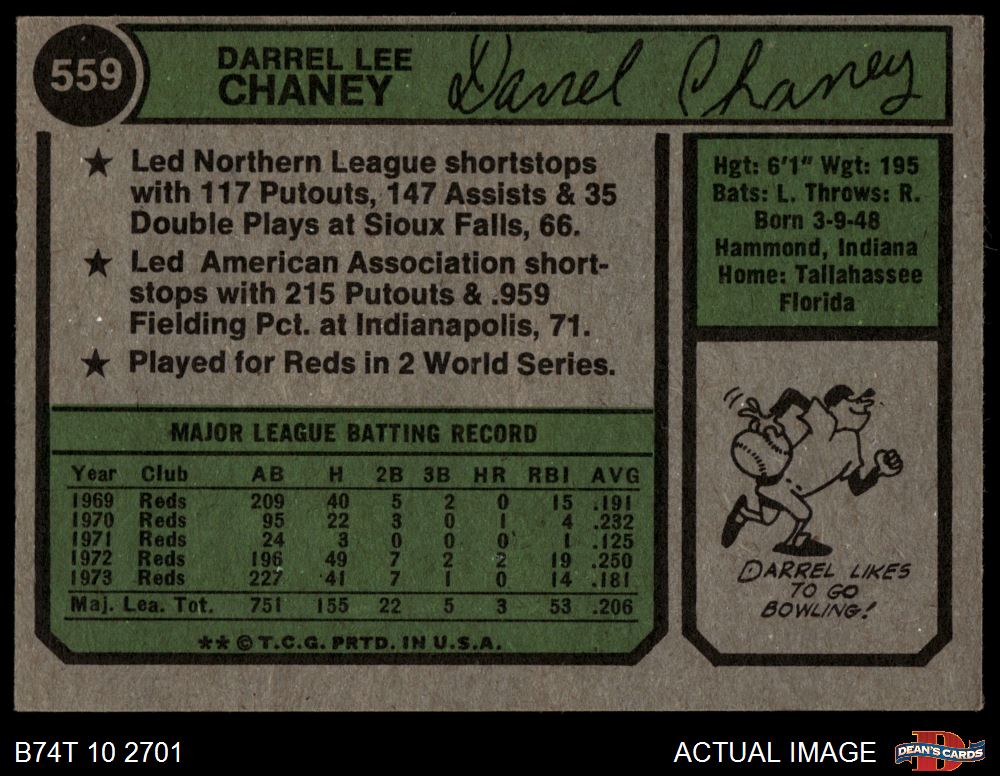 559
DARREL LEE
CHANEY
Darrel Chaney
★ Led Northern League shortstops
with 117 Putouts, 147 Assists & 35
Double Plays at Sioux Falls, 66.
★ Led American Association short-
stops with 215 Putouts & .959
Fielding Pct. at Indianapolis, 71.
★ Played for Reds in 2 World Series.
Hgt: 6'1" Wgt: 195
Bats: L. Throws: R.
Born 3-9-48
Hammond, Indiana
Home: Tallahassee
Florida
MAJOR LEAGUE BATTING RECORD
Year Club AB H 2B 3B HR RBI AVG
1969 Reds 209 40 5 2 0 15 .191
1970 Reds 95 22 3 0 1 4 .232
1971 Reds 24 3 0 0 0 1 .125
1972 Reds 196 49 7 2 2 19 .250
1973 Reds 227 41 7 1 0 14 .181
Maj. Lea. Tot. 751 155 22 5 3 53 .206
** © T.C.G. PRTD. IN U.S.A.
DARREL LIKES
TO GO
BOWLING!
B74T 10 2701
ACTUAL IMAGE
D
DEAN'S CARDS